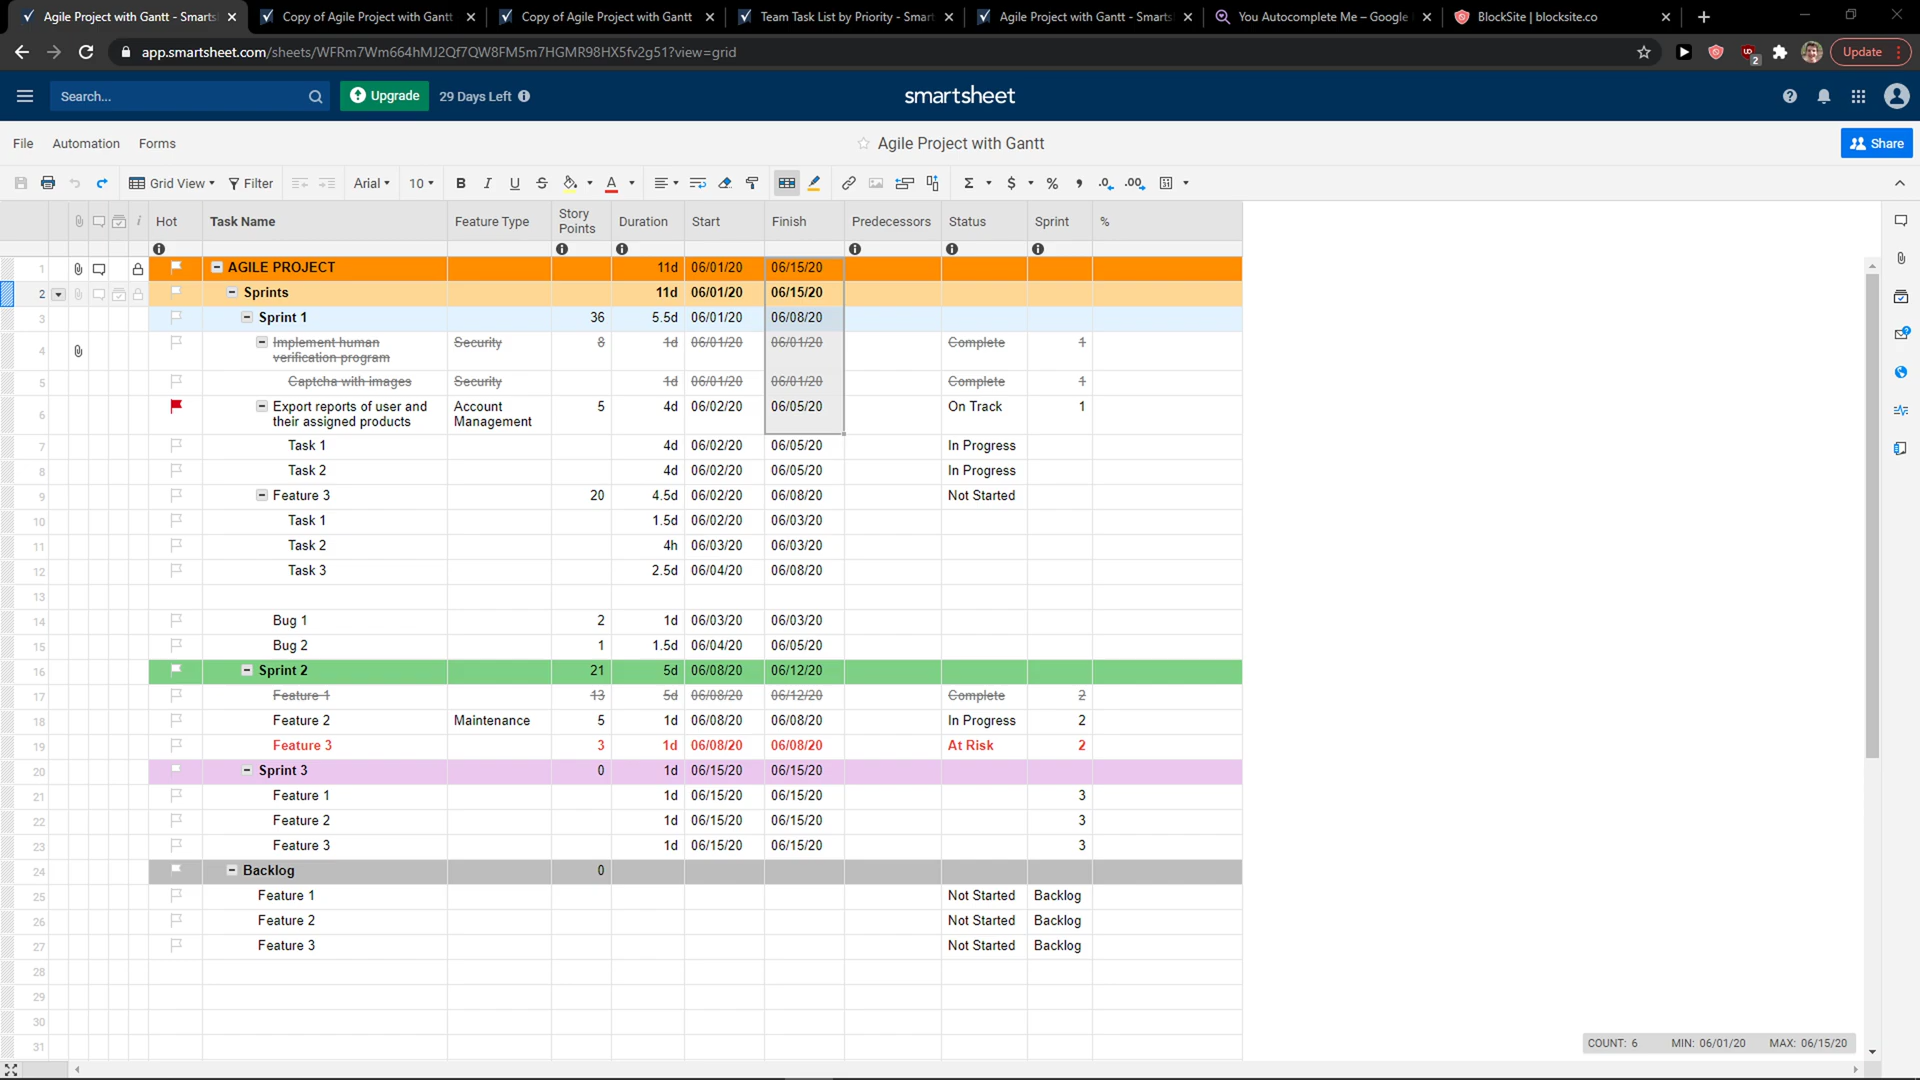 Agile Project with Gantt - Smarts
Copy of Agile Project with Gantt
Copy of Agile Project with Gantt
Team Task List by Priority - Smart
Agile Project with Gantt - Smarts
You Autocomplete Me – Google
BlockSite | blocksite.co
app.smartsheet.com/sheets/WFRm7Wm664hMJ2Qf7QW8FM5m7HGMR98HX5fv2g51?view=grid
2
Update
Search...
Upgrade
29 Days Left
smartsheet
File Automation Forms
Agile Project with Gantt
Share
Grid View Filter Arial 10 B I U S A Σ $ % , .0 .00
Hot Task Name Feature Type Story Points Duration Start Finish Predecessors Status Sprint %
1 AGILE PROJECT 11d 06/01/20 06/15/20
2 Sprints 11d 06/01/20 06/15/20
3 Sprint 1 36 5.5d 06/01/20 06/08/20
4 Implement human verification program Security 8 1d 06/01/20 06/01/20 Complete 1
5 Captcha with images Security 1d 06/01/20 06/01/20 Complete 1
6 Export reports of user and their assigned products Account Management 5 4d 06/02/20 06/05/20 On Track 1
7 Task 1 4d 06/02/20 06/05/20 In Progress
8 Task 2 4d 06/02/20 06/05/20 In Progress
9 Feature 3 20 4.5d 06/02/20 06/08/20 Not Started
10 Task 1 1.5d 06/02/20 06/03/20
11 Task 2 4h 06/03/20 06/03/20
12 Task 3 2.5d 06/04/20 06/08/20
13
14 Bug 1 2 1d 06/03/20 06/03/20
15 Bug 2 1 1.5d 06/04/20 06/05/20
16 Sprint 2 21 5d 06/08/20 06/12/20
17 Feature 1 13 5d 06/08/20 06/12/20 Complete 2
18 Feature 2 Maintenance 5 1d 06/08/20 06/08/20 In Progress 2
19 Feature 3 3 1d 06/08/20 06/08/20 At Risk 2
20 Sprint 3 0 1d 06/15/20 06/15/20
21 Feature 1 1d 06/15/20 06/15/20 3
22 Feature 2 1d 06/15/20 06/15/20 3
23 Feature 3 1d 06/15/20 06/15/20 3
24 Backlog 0
25 Feature 1 Not Started Backlog
26 Feature 2 Not Started Backlog
27 Feature 3 Not Started Backlog
28
29
30
31
COUNT: 6 MIN: 06/01/20 MAX: 06/15/20